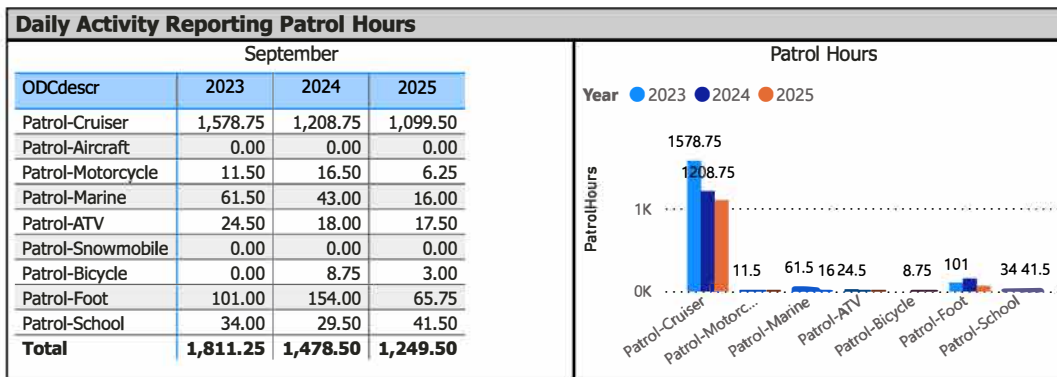 Daily Activity Reporting Patrol Hours
September
ODCdescr 2023 2024 2025
Patrol-Cruiser 1,578.75 1,208.75 1,099.50
Patrol-Aircraft 0.00 0.00 0.00
Patrol-Motorcycle 11.50 16.50 6.25
Patrol-Marine 61.50 43.00 16.00
Patrol-ATV 24.50 18.00 17.50
Patrol-Snowmobile 0.00 0.00 0.00
Patrol-Bicycle 0.00 8.75 3.00
Patrol-Foot 101.00 154.00 65.75
Patrol-School 34.00 29.50 41.50
Total 1,811.25 1,478.50 1,249.50
Patrol Hours
Year 2023 2024 2025
PatrolHours
1K
0K
1578.75
1208.75
11.5 61.5 16 24.5 8.75 101 34 41.5
Patrol-Cruiser Patrol-Motorc... Patrol-Marine Patrol-ATV Patrol-Bicycle Patrol-Foot Patrol-School